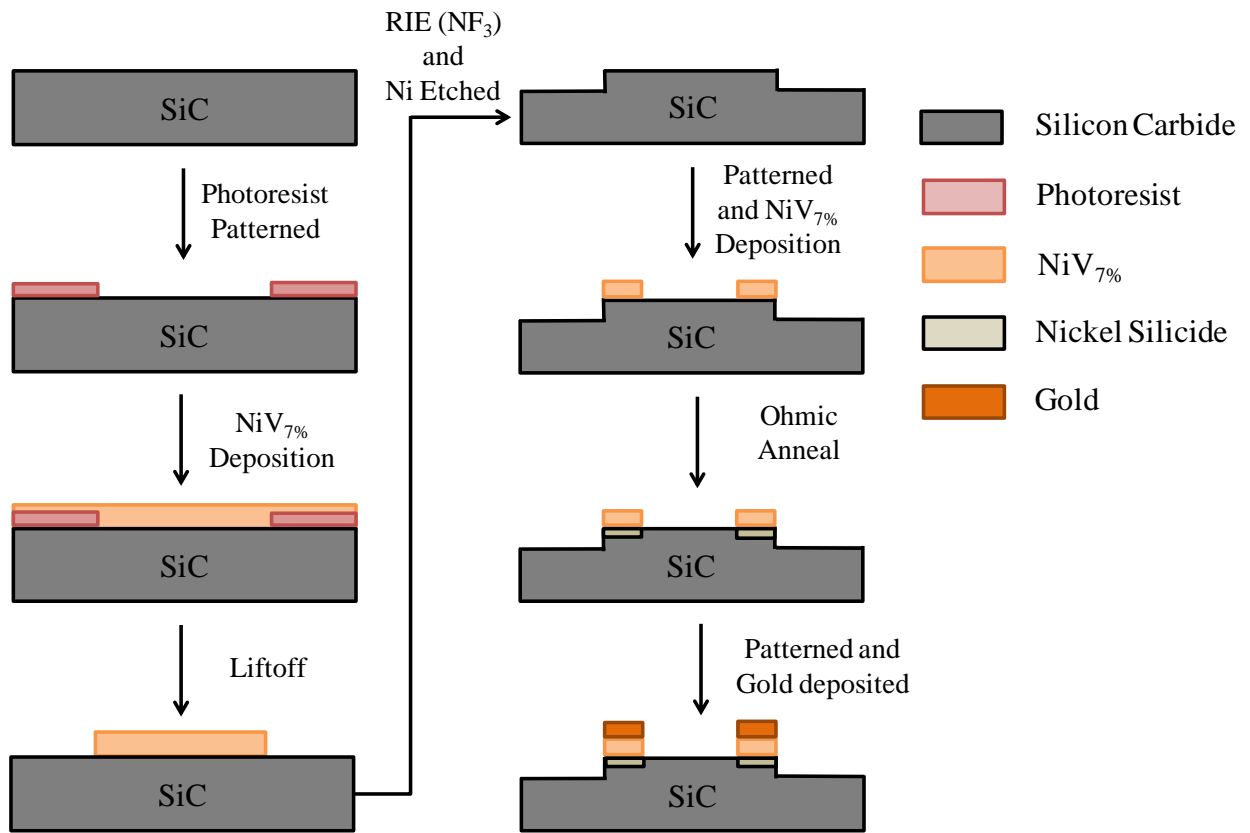 SiC
Photoresist
Patterned
SiC
NiV7%
Deposition
SiC
Liftoff
SiC
RIE (NF3)
and
Ni Etched
SiC
Patterned
and NiV7%
Deposition
SiC
Ohmic
Anneal
SiC
Patterned and
Gold deposited
SiC
Silicon Carbide
Photoresist
NiV7%
Nickel Silicide
Gold